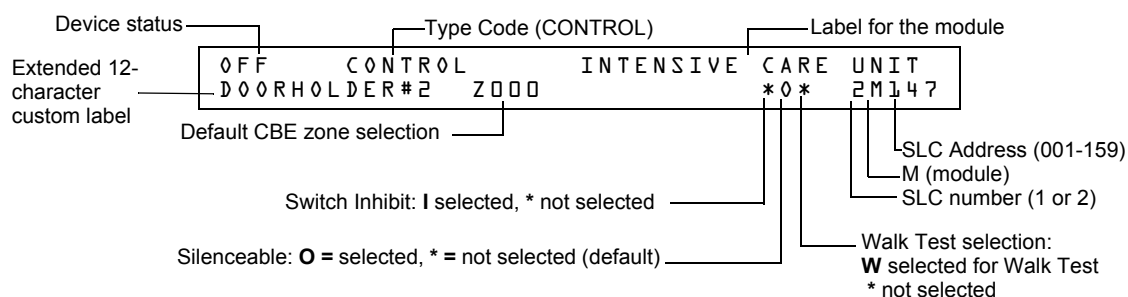 Device status
Type Code (CONTROL)
Label for the module
Extended 12-
character
custom label
OFF CONTROL INTENSIVE CARE UNIT
DOORHOLDER#2 Z000 *O* 2M147
Default CBE zone selection
SLC Address (001-159)
M (module)
SLC number (1 or 2)
Switch Inhibit: I selected, * not selected
Silenceable: O = selected, * = not selected (default)
Walk Test selection:
W selected for Walk Test
* not selected